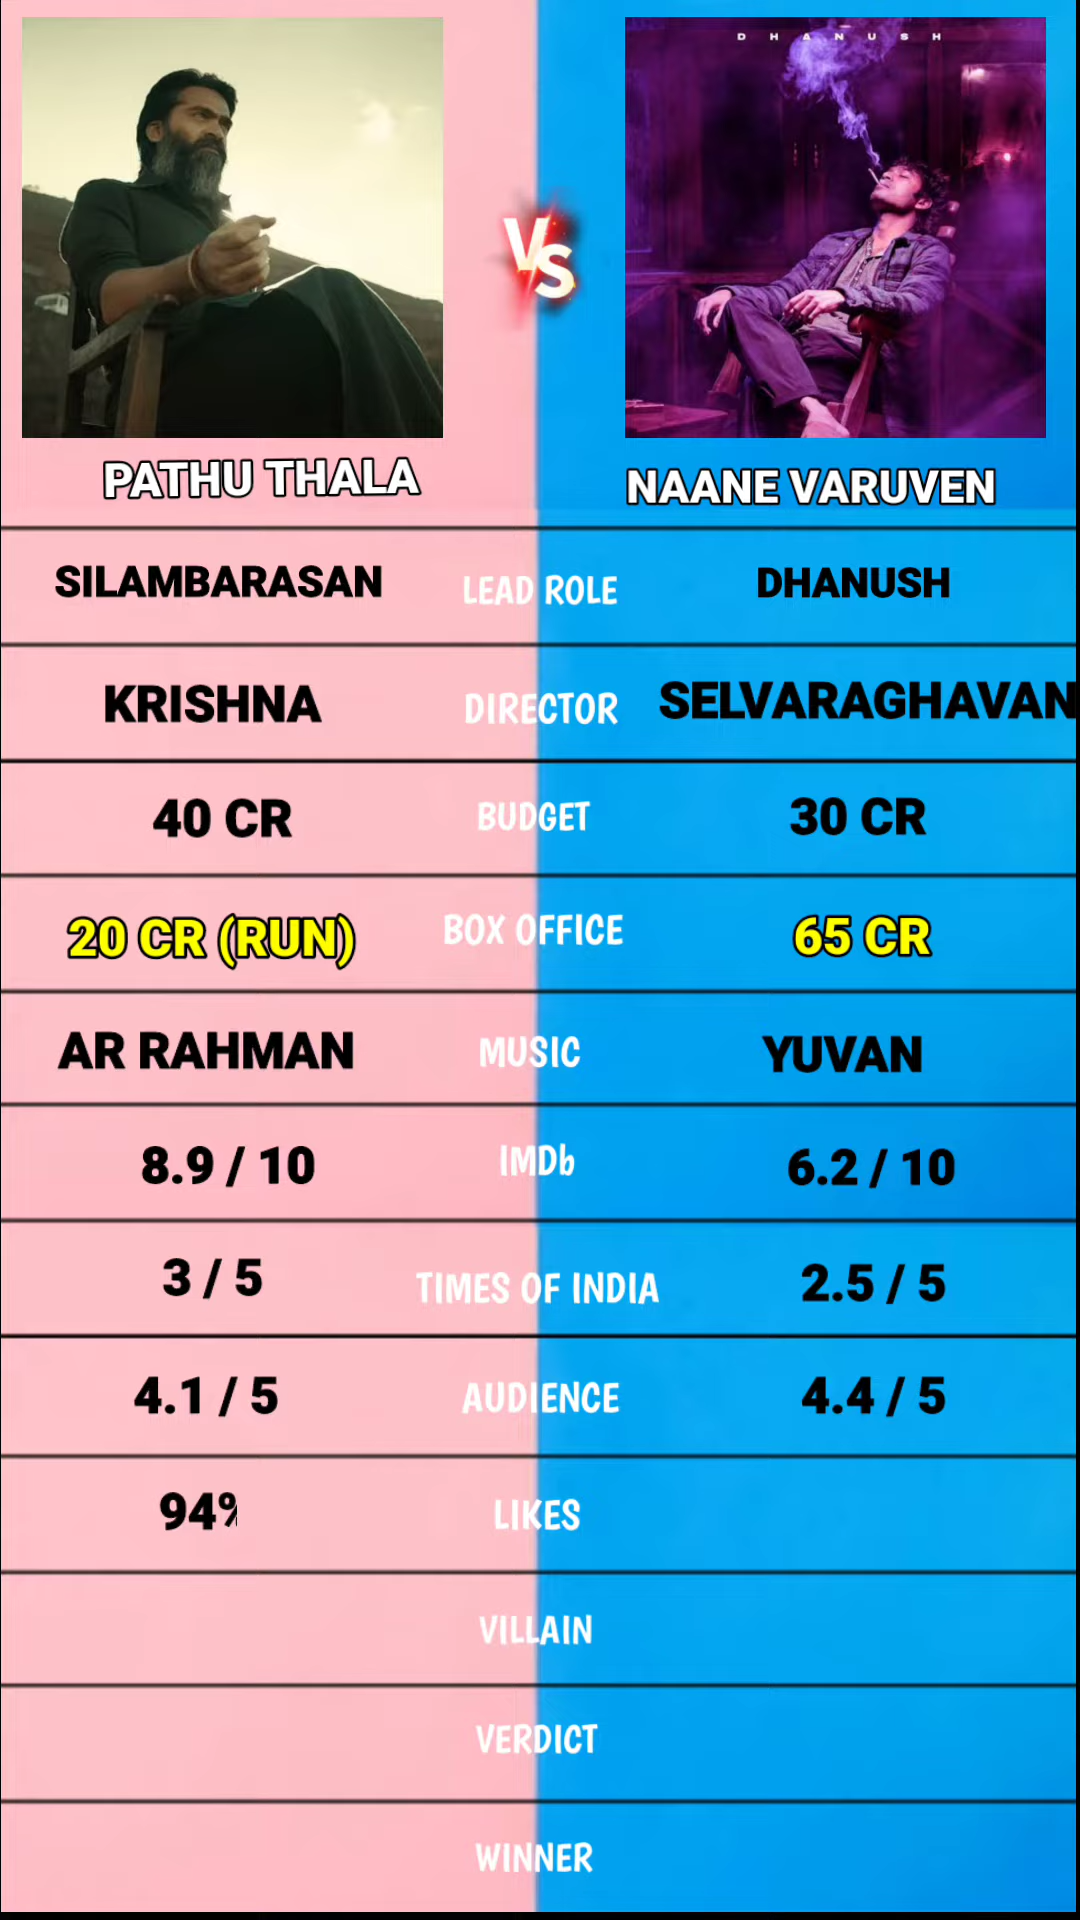 DHANUSH
VS
PATHU THALA
NAANE VARUVEN
SILAMBARASAN LEAD ROLE DHANUSH
KRISHNA DIRECTOR SELVARAGHAVAN
40 CR BUDGET 30 CR
20 CR (RUN) BOX OFFICE 65 CR
AR RAHMAN MUSIC YUVAN
8.9 / 10 IMDb 6.2 / 10
3 / 5 TIMES OF INDIA 2.5 / 5
4.1 / 5 AUDIENCE 4.4 / 5
94% LIKES
VILLAIN
VERDICT
WINNER